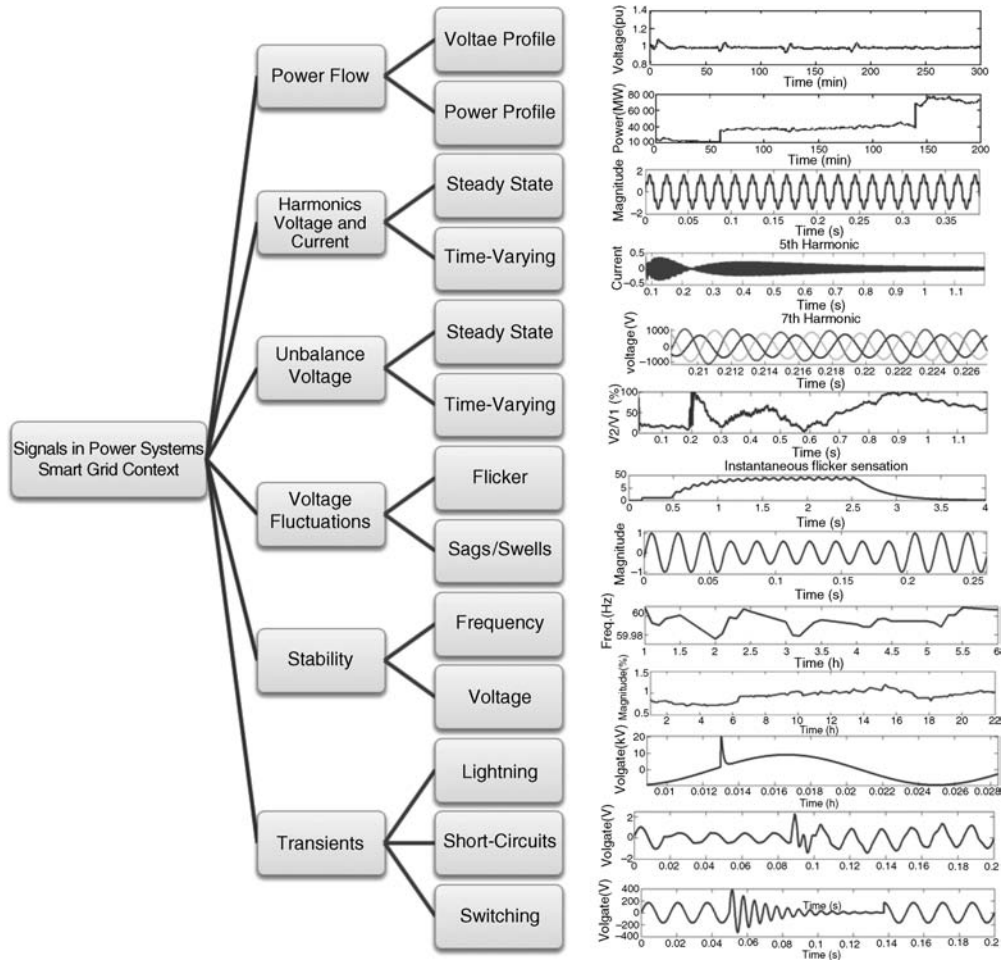 Signals in Power Systems
Smart Grid Context
Power Flow
Harmonics
Voltage and
Current
Unbalance
Voltage
Voltage
Fluctuations
Stability
Transients
Voltae Profile
Power Profile
Steady State
Time-Varying
Steady State
Time-Varying
Flicker
Sags/Swells
Frequency
Voltage
Lightning
Short-Circuits
Switching
Voltage(pu)
1.4
1.2
1
0.8
0 50 100 150 200 250 300
Time (min)
Power(MW)
80 00
40 00
10 00
0 50 100 150 200
Time (min)
Magnitude
2
0
−2
0 0.05 0.1 0.15 0.2 0.25 0.3 0.35
Time (s)
5th Harmonic
Current
0.5
0
−0.5
0.1 0.2 0.3 0.4 0.5 0.6 0.7 0.8 0.9 1 1.1
Time (s)
7th Harmonic
voltage(V)
1000
0
−1000
0.21 0.212 0.214 0.216 0.218 0.22 0.222 0.224 0.226
Time (s)
V2/V1 (%)
100
50
0
0.1 0.2 0.3 0.4 0.5 0.6 0.7 0.8 0.9 1 1.1
Time (s)
Instantaneous flicker sensation
50
5
0
0 0.5 1 1.5 2 2.5 3 3.5 4
Time (s)
Magnitude
1
0
−1
0 0.05 0.1 0.15 0.2 0.25
Time (s)
Freq.(Hz)
60
59.98
1 1.5 2 2.5 3 3.5 4 4.5 5 5.5 6
Time (h)
Magnitude(%)
1.5
1
0.5
2 4 6 8 10 12 14 16 18 20 22
Time (h)
Volgate(kV)
20
10
0
0.01 0.012 0.014 0.016 0.018 0.02 0.022 0.024 0.026 0.028
Time (h)
Volgate(V)
2
0
−2
0 0.02 0.04 0.06 0.08 0.1 0.12 0.14 0.16 0.18 0.2
Time (s)
Volgate(V)
400
200
0
−200
−400
0 0.02 0.04 0.06 0.08 0.1 0.12 0.14 0.16 0.18 0.2
Time (s)